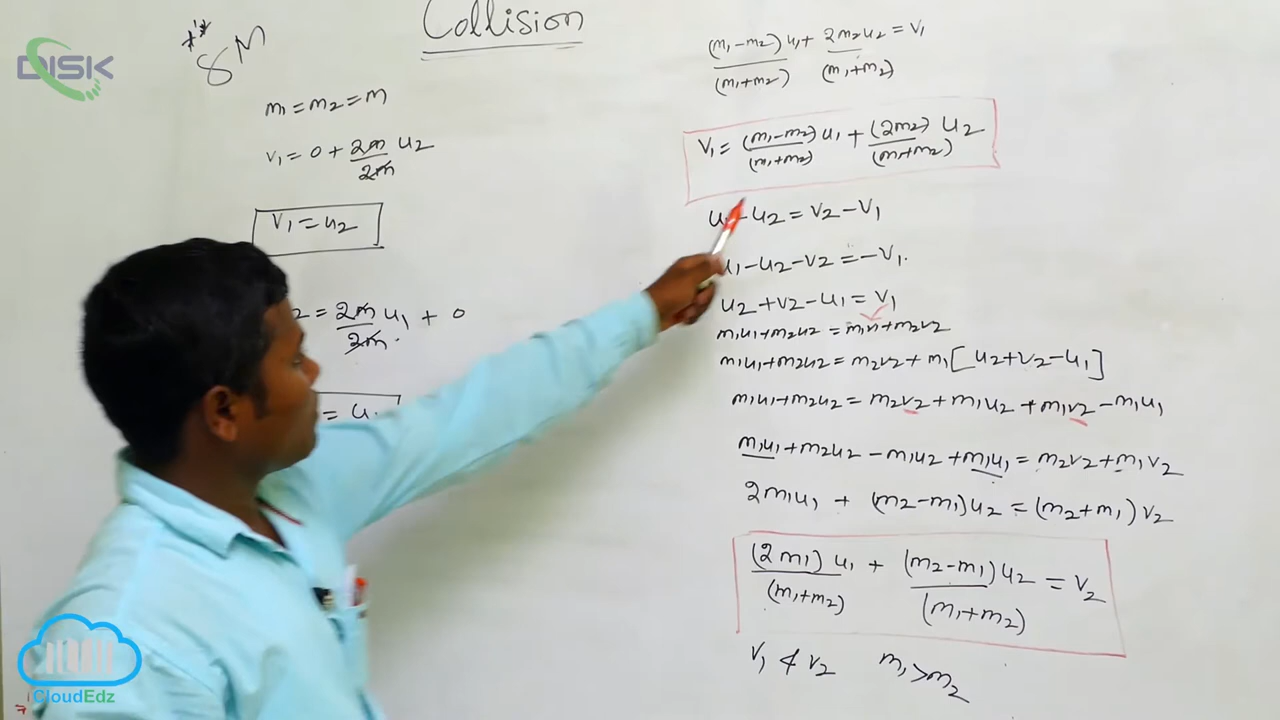 Collision
DISK
8M
m₁ = m₂ = m
v₁ = 0 + 2m/2m u₂
v₁ = u₂
2 = 2m/2m u₁ + 0
= u₁
(m₁-m₂)u₁/(m₁+m₂) + 2m₂u₂/(m₁+m₂) = v₁
v₁ = (m₁-m₂)/(m₁+m₂) u₁ + (2m₂)/(m₁+m₂) u₂
u₁ - u₂ = v₂ - v₁
u₁ - u₂ - v₂ = -v₁.
u₂ + v₂ - u₁ = v₁
m₁u₁ + m₂u₂ = m₁v₁ + m₂v₂
m₁u₁ + m₂u₂ = m₂v₂ + m₁[u₂ + v₂ - u₁]
m₁u₁ + m₂u₂ = m₂v₂ + m₁u₂ + m₁v₂ - m₁u₁
m₁u₁ + m₂u₂ - m₁u₂ + m₁u₁ = m₂v₂ + m₁v₂
2m₁u₁ + (m₂-m₁)u₂ = (m₂+m₁)v₂
(2m₁)u₁/(m₁+m₂) + (m₂-m₁)u₂/(m₁+m₂) = v₂
v₁ ≮ v₂ m₁ > m₂
CloudEdz